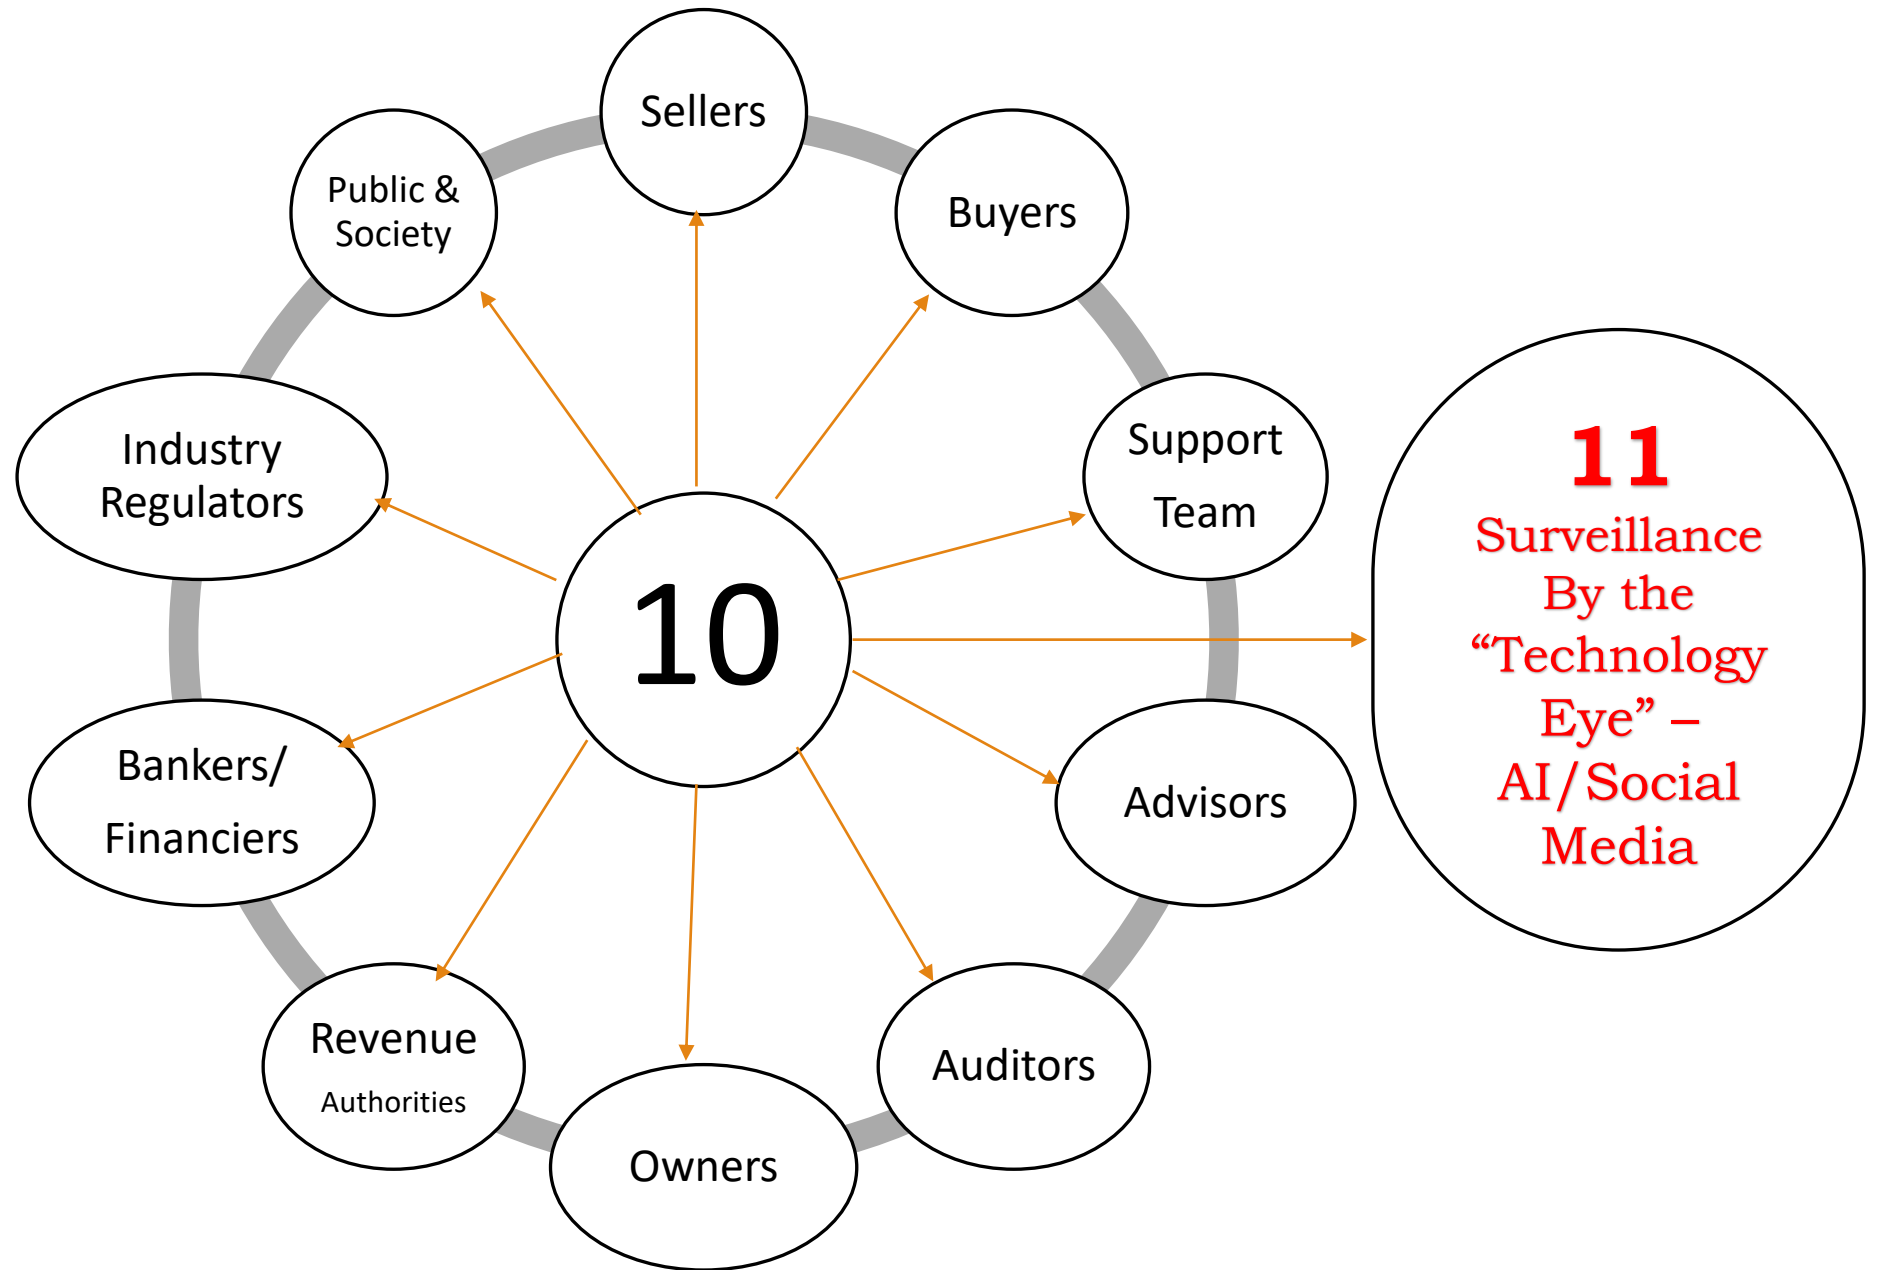 Sellers
Buyers
Support
Team
Advisors
Auditors
Owners
Revenue
Authorities
Bankers/
Financiers
Industry
Regulators
Public &
Society
10
11
Surveillance
By the
“Technology
Eye” –
AI/Social
Media